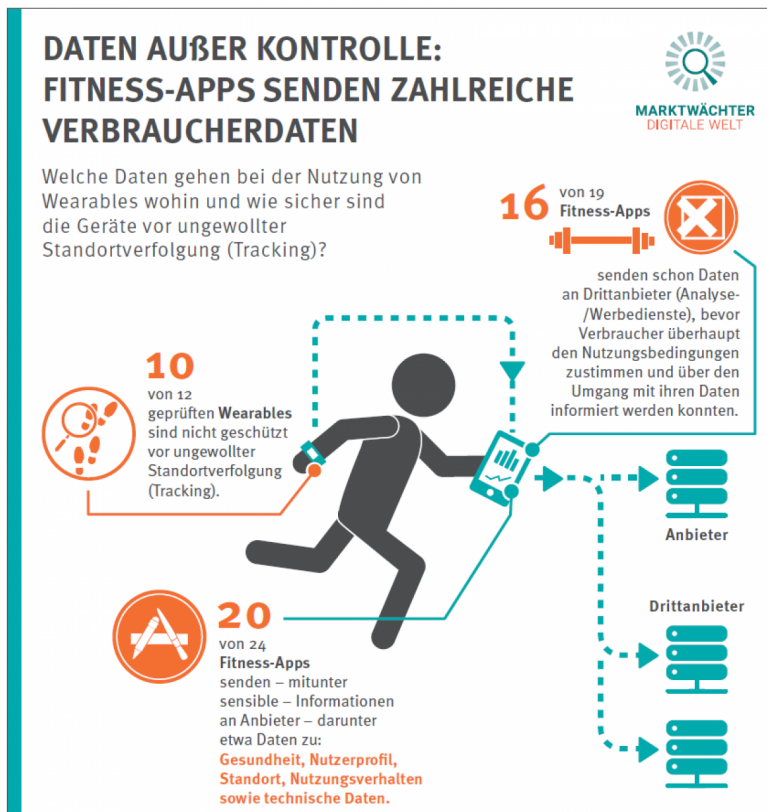 DATEN AUẞER KONTROLLE:
FITNESS-APPS SENDEN ZAHLREICHE
VERBRAUCHERDATEN
MARKTWÄCHTER
DIGITALE WELT
Welche Daten gehen bei der Nutzung von
Wearables wohin und wie sicher sind
die Geräte vor ungewollter
Standortverfolgung (Tracking)?
16 von 19
Fitness-Apps
senden schon Daten
an Drittanbieter (Analyse-
/Werbedienste), bevor
Verbraucher überhaupt
den Nutzungsbedingungen
zustimmen und über den
Umgang mit ihren Daten
informiert werden konnten.
10
von 12
geprüften Wearables
sind nicht geschützt
vor ungewollter
Standortverfolgung
(Tracking).
Anbieter
Drittanbieter
20
von 24
Fitness-Apps
senden – mitunter
sensible – Informationen
an Anbieter – darunter
etwa Daten zu:
Gesundheit, Nutzerprofil,
Standort, Nutzungsverhalten
sowie technische Daten.